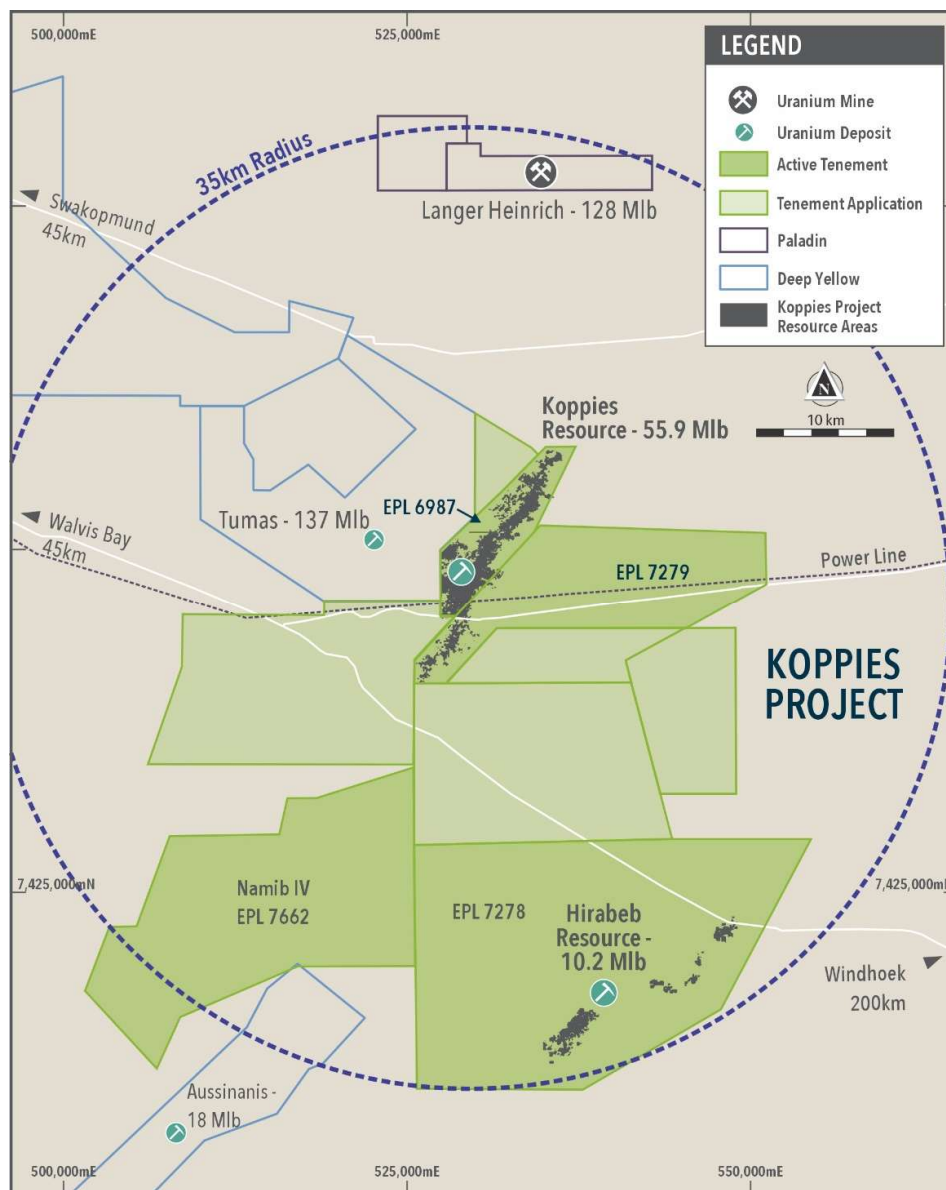 500,000mE
525,000mE
LEGEND
Uranium Mine
Uranium Deposit
Active Tenement
Tenement Application
Paladin
Deep Yellow
Koppies Project
Resource Areas
35km Radius
Swakopmund
45km
Langer Heinrich - 128 Mlb
N
10 km
Koppies
Resource - 55.9 Mlb
EPL 6987
Tumas - 137 Mlb
Walvis Bay
45km
Power Line
EPL 7279
KOPPIES
PROJECT
7,425,000mN
7,425,000mN
Namib IV
EPL 7662
EPL 7278
Hirabeb
Resource -
10.2 Mlb
Windhoek
200km
Aussinanis -
18 Mlb
500,000mE
525,000mE
550,000mE